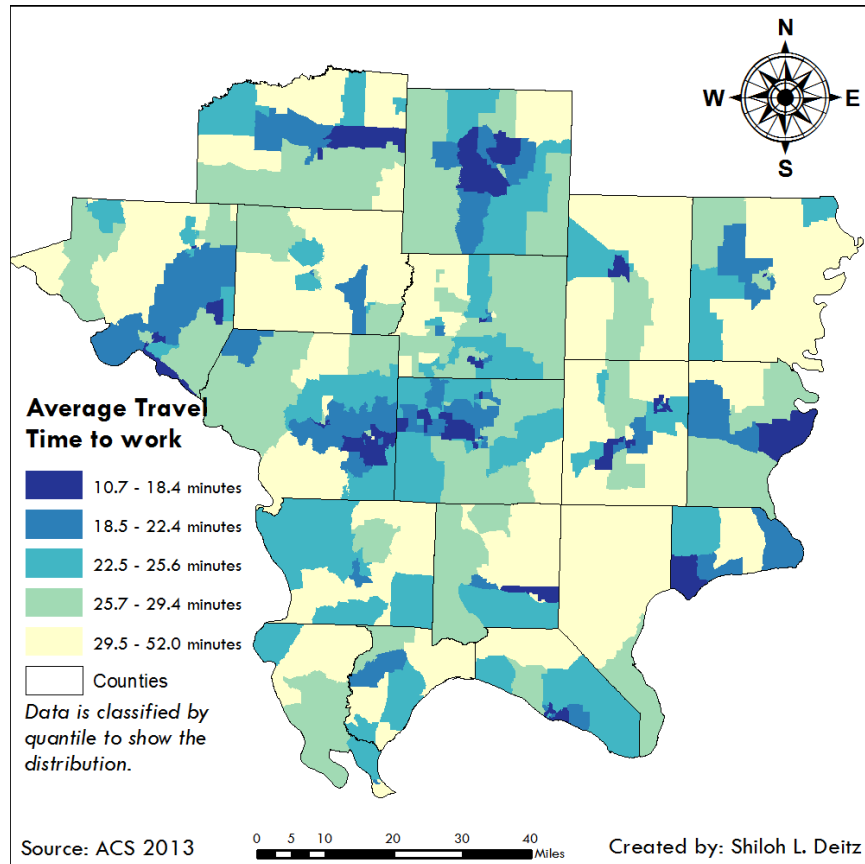 N
W E
S
Average Travel
Time to work
10.7 - 18.4 minutes
18.5 - 22.4 minutes
22.5 - 25.6 minutes
25.7 - 29.4 minutes
29.5 - 52.0 minutes
Counties
Data is classified by
quantile to show the
distribution.
Source: ACS 2013
0 5 10 20 30 40
Miles
Created by: Shiloh L. Deitz